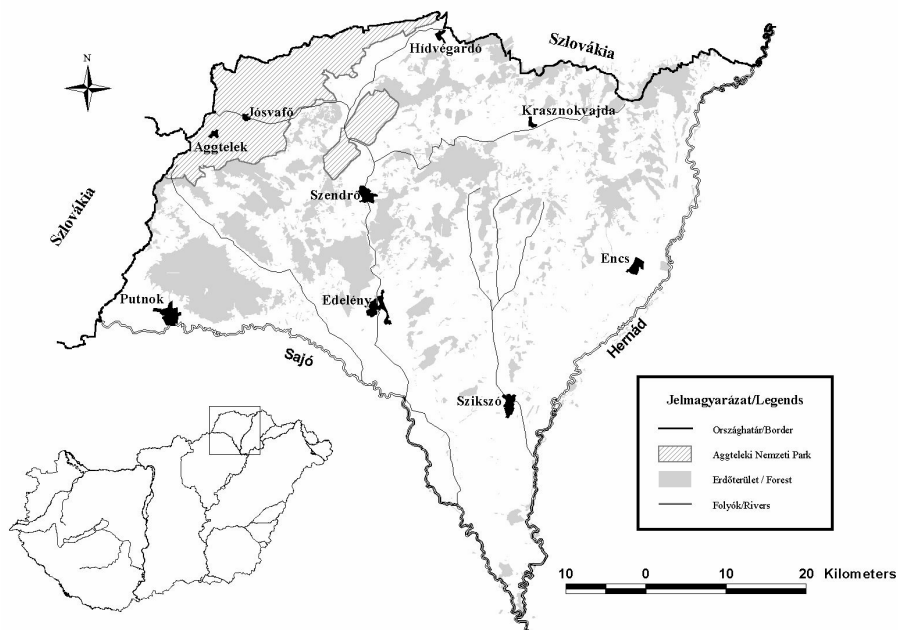 Hídvégardó
Szlovákia
N
Jósvafő
Krasznokvajda
Aggtelek
Szendrő
Szlovákia
Encs
Putnok
Edelény
Sajó
Hernád
Szikszó
Jelmagyarázat/Legends
Országhatár/Border
Aggteleki Nemzeti Park
Erdőterület / Forest
Folyók/Rivers
10 0 10 20 Kilometers